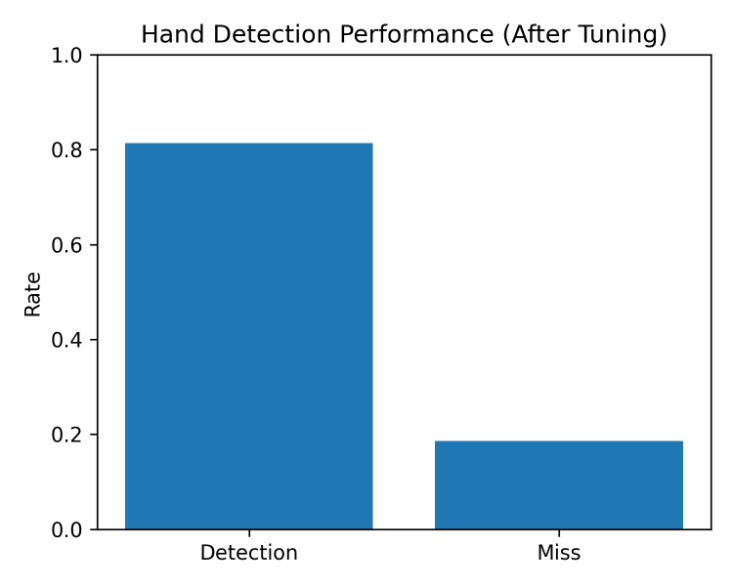 Hand Detection Performance (After Tuning)
1.0
0.8
0.6
0.4
0.2
0.0
Rate
Detection
Miss